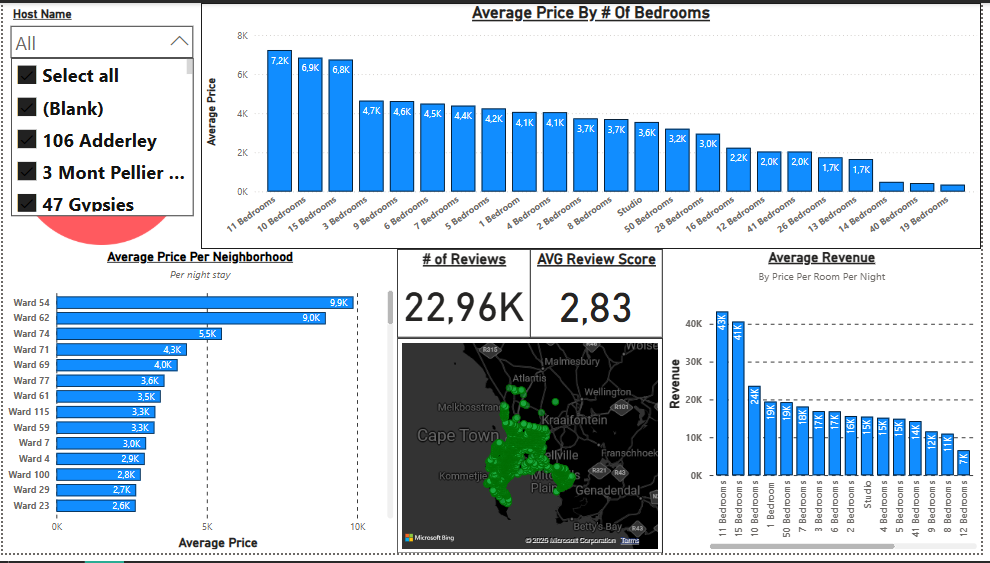 Host Name
All
Select all
(Blank)
106 Adderley
3 Mont Pellier ...
47 Gypsies
Average Price By # Of Bedrooms
Average Price
8K
6K
4K
2K
0K
7,2K
6,9K
6,8K
4,7K
4,6K
4,5K
4,4K
4,2K
4,1K
4,1K
3,7K
3,7K
3,6K
3,2K
3,0K
2,2K
2,0K
2,0K
1,7K
1,7K
11 Bedrooms
10 Bedrooms
15 Bedrooms
3 Bedrooms
9 Bedrooms
6 Bedrooms
7 Bedrooms
5 Bedrooms
1 Bedroom
4 Bedrooms
2 Bedrooms
8 Bedrooms
Studio
50 Bedrooms
28 Bedrooms
16 Bedrooms
12 Bedrooms
41 Bedrooms
26 Bedrooms
13 Bedrooms
14 Bedrooms
40 Bedrooms
19 Bedrooms
Average Price Per Neighborhood
Per night stay
Ward 54 9,9K
Ward 62 9,0K
Ward 74 5,5K
Ward 71 4,3K
Ward 69 4,0K
Ward 77 3,6K
Ward 61 3,5K
Ward 115 3,3K
Ward 59 3,3K
Ward 7 3,0K
Ward 4 2,9K
Ward 100 2,8K
Ward 29 2,7K
Ward 23 2,6K
0K 5K 10K
Average Price
# of Reviews
22,96K
AVG Review Score
2,83
R315
Malmesbury
Atlantis
Wellington
Melkbosstran
R101
Kraaifontein
Cape Town
ellville
Franschhoek
Kommetjie
Mitc s
Plain
R321
R43
Genadendal
Betty's Bay
R43
Microsoft Bing
© 2025 Microsoft Corporation Terms
Average Revenue
By Price Per Room Per Night
Revenue
40K
30K
20K
10K
0K
43K
41K
24K
19K
19K
18K
17K
17K
16K
15K
15K
15K
14K
12K
11K
7K
11 Bedrooms
15 Bedrooms
10 Bedrooms
1 Bedroom
50 Bedrooms
7 Bedrooms
3 Bedrooms
6 Bedrooms
2 Bedrooms
Studio
4 Bedrooms
5 Bedrooms
41 Bedrooms
9 Bedrooms
8 Bedrooms
12 Bedrooms